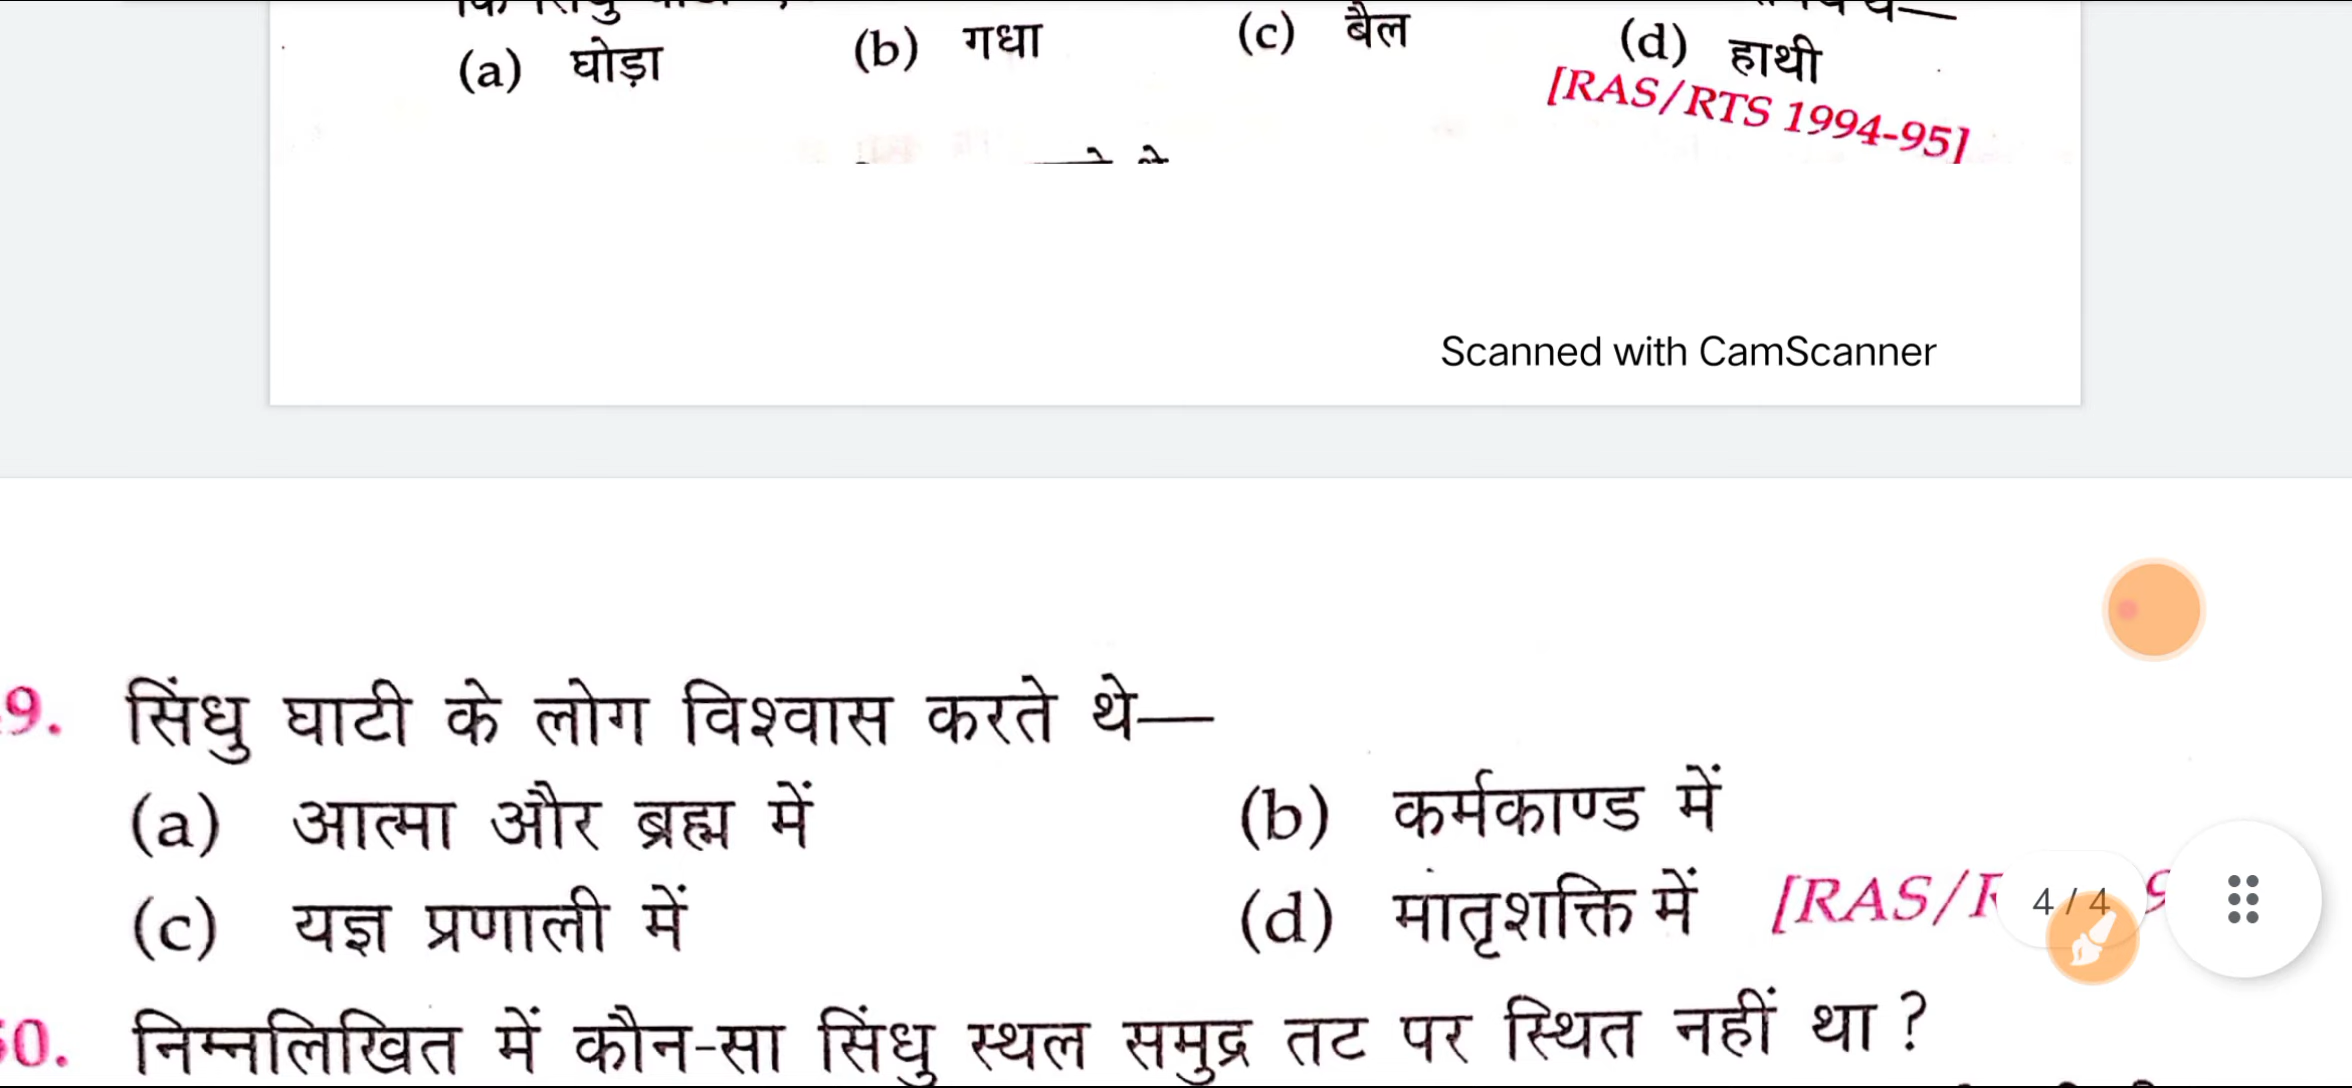 (a) घोड़ा (b) गधा (c) बैल (d) हाथी
[RAS/RTS 1994-95]
Scanned with CamScanner
9. सिंधु घाटी के लोग विश्वास करते थे—
(a) आत्मा और ब्रह्म में (b) कर्मकाण्ड में
(c) यज्ञ प्रणाली में (d) मातृशक्ति में [RAS/
4 / 4
0. निम्नलिखित में कौन-सा सिंधु स्थल समुद्र तट पर स्थित नहीं था ?